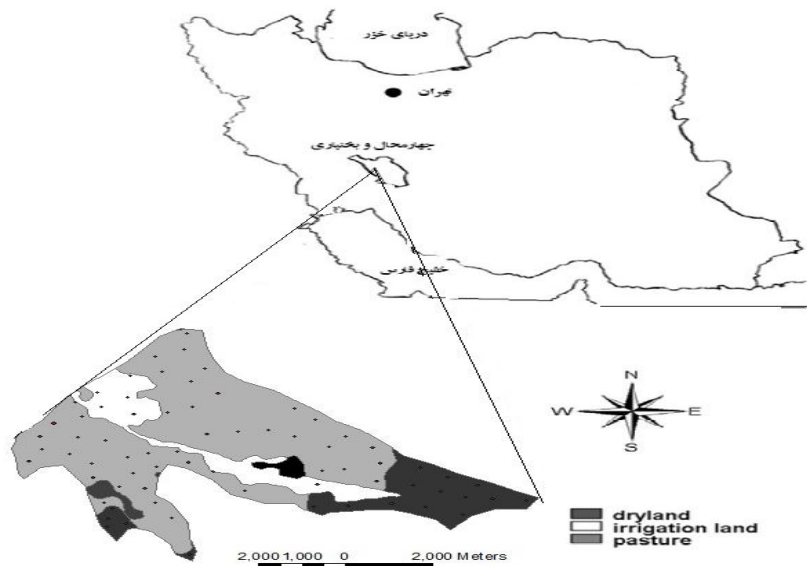 دریای خزر
تهران
چهارمحال و بختیاری
خلیج فارس
N
W E
S
dryland
irrigation land
pasture
2,000 1,000 0 2,000 Meters